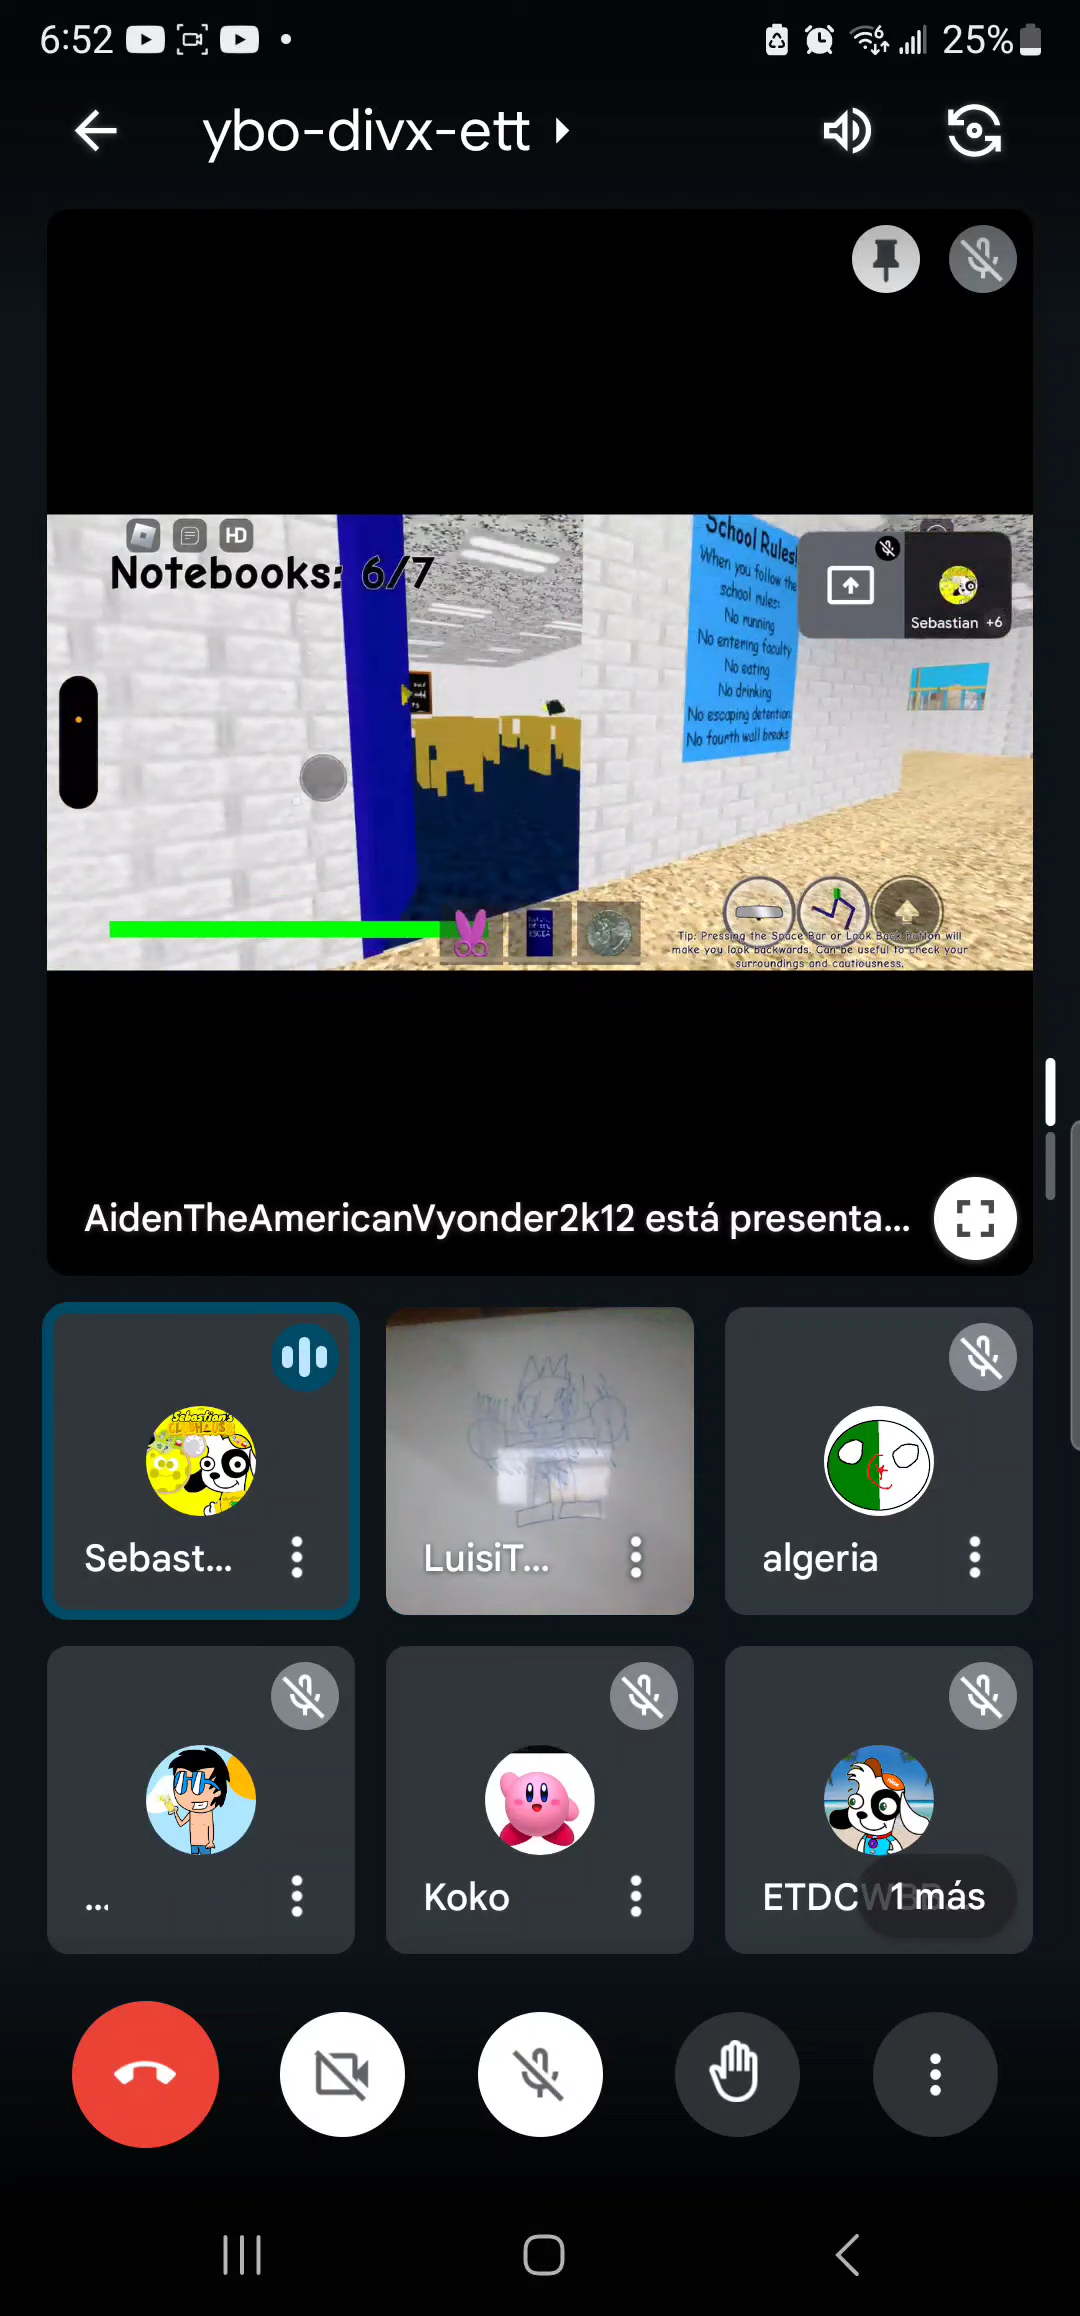 6:52
25%
ybo-divx-ett
HD
Notebooks: 6/7
School Rules!
When you follow the
school rules:
No running
No entering faculty
No eating
No drinking
No escaping detention
No fourth wall breaks
Sebastian +6
Tip: Pressing the Space Bar or Look Back Button will
make you look backwards. Can be useful to check your
surroundings and cautiousness.
AidenTheAmericanVyonder2k12 está presenta...
Sebastian's
CLUBHOUSE
Sebast...
LuisiT...
algeria
...
Koko
ETDCWBB...
1 más